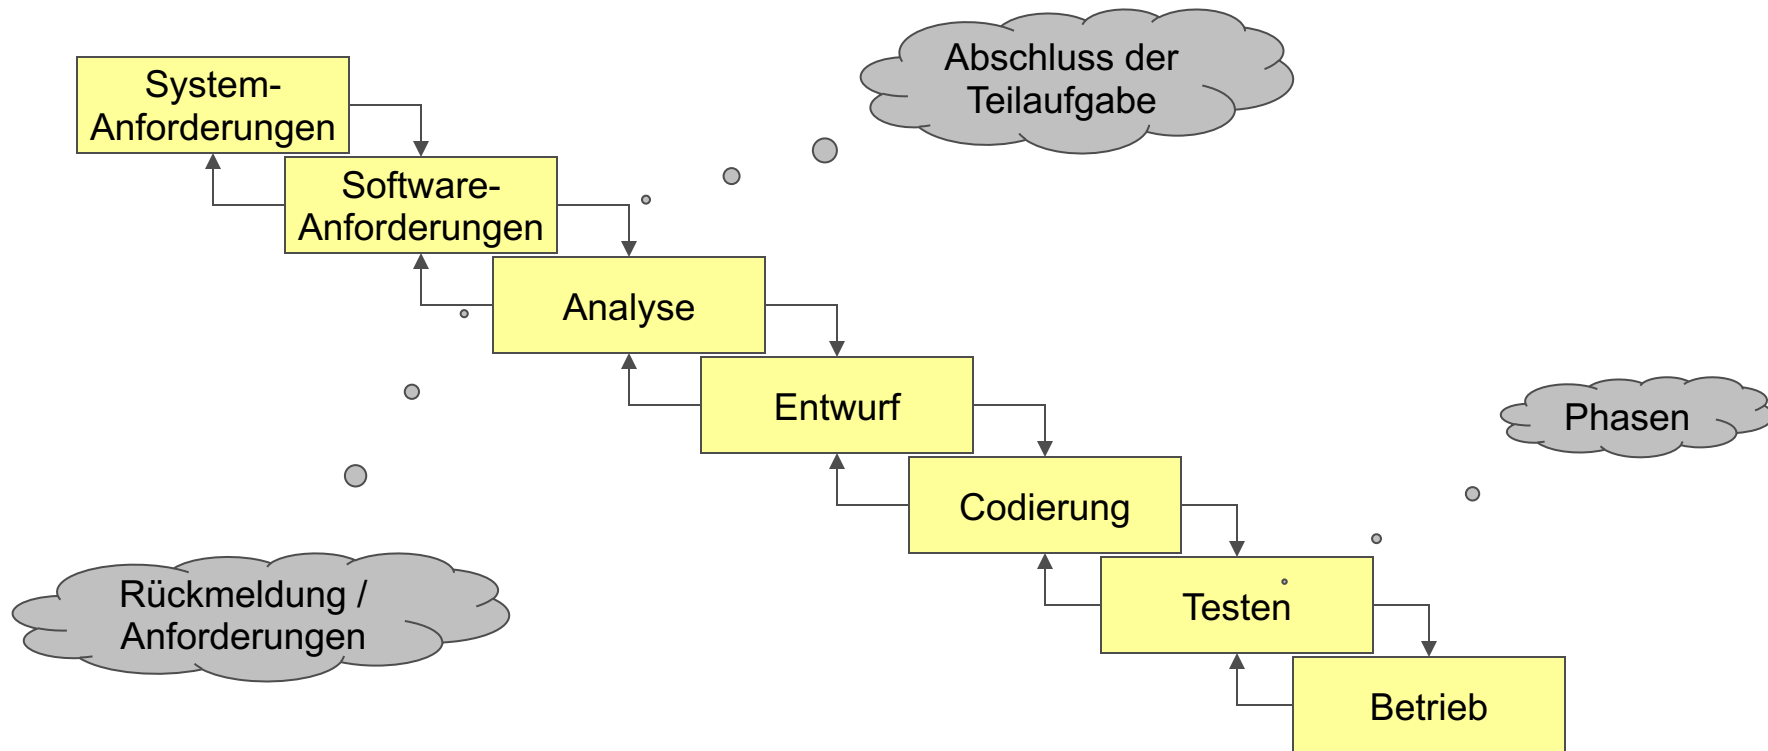 System-
Anforderungen
Abschluss der
Teilaufgabe
Software-
Anforderungen
Analyse
Entwurf
Phasen
Codierung
Rückmeldung /
Anforderungen
Testen
Betrieb